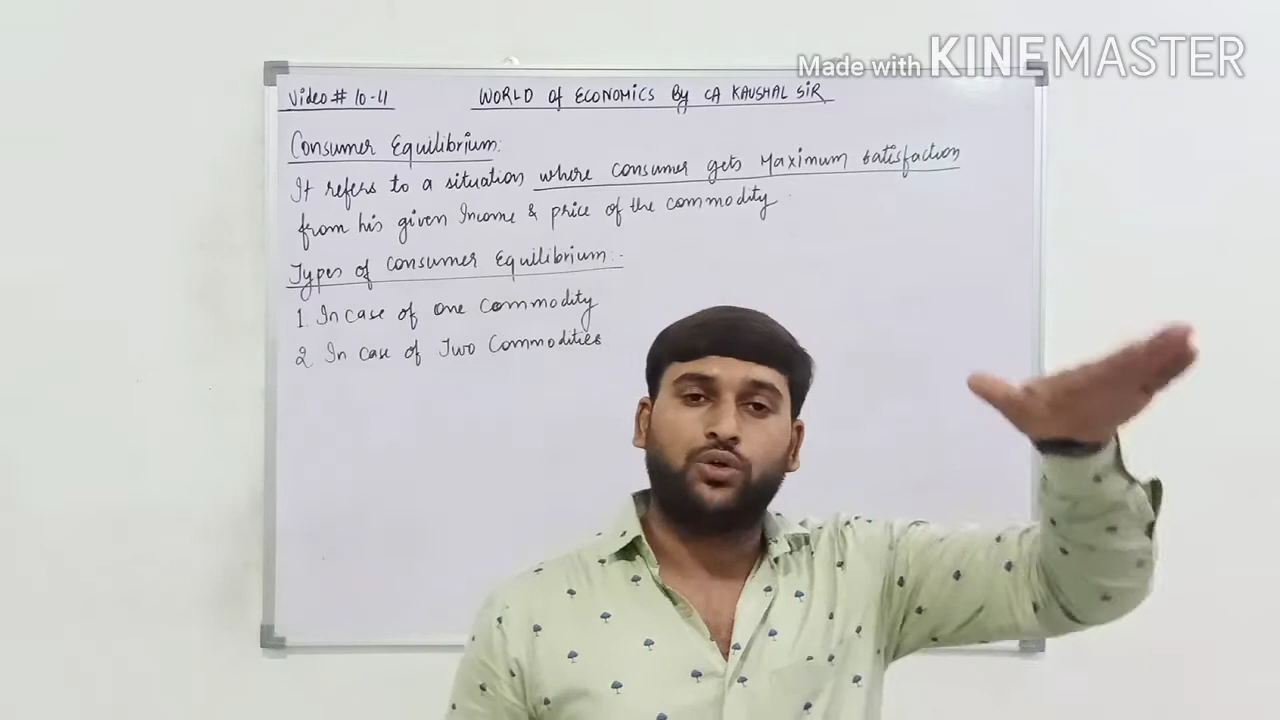 Made with KINEMASTER
Video # 10-11
WORLD of ECONOMICS By CA KAUSHAL SIR
Consumer Equilibrium:
It refers to a situation where consumer gets Maximum satisfaction
from his given Income & price of the commodity.
Types of consumer Equilibrium:-
1. In case of one commodity
2. In case of Two Commodities